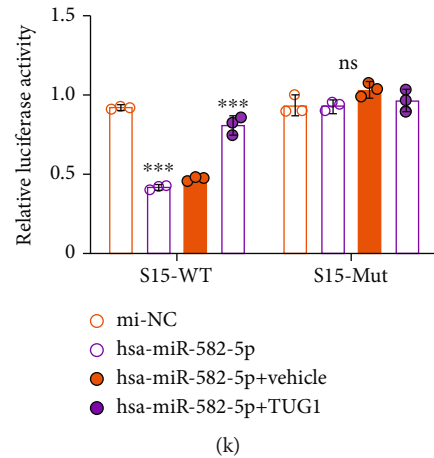 Relative luciferase activity
1.5
1.0
0.5
0
***
***
ns
S15-WT
S15-Mut
mi-NC
hsa-miR-582-5p
hsa-miR-582-5p+vehicle
hsa-miR-582-5p+TUG1
(k)